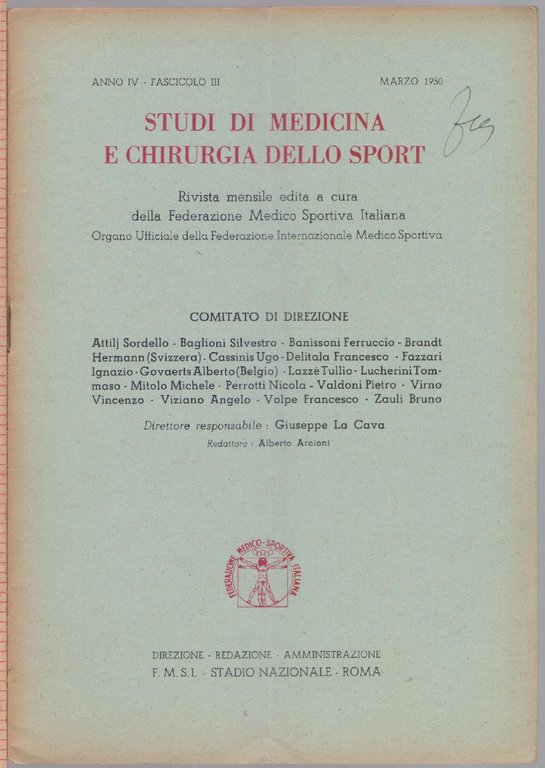 ANNO IV - FASCICOLO III MARZO 1950
STUDI DI MEDICINA
E CHIRURGIA DELLO SPORT
Rivista mensile edita a cura
della Federazione Medico Sportiva Italiana
Organo Ufficiale della Federazione Internazionale Medico Sportiva
COMITATO DI DIREZIONE
Attilj Sordello - Baglioni Silvestro - Banissoni Ferruccio - Brandt
Hermann (Svizzera) - Cassinis Ugo - Delitala Francesco - Fazzari
Ignazio - Govaerts Alberto (Belgio) - Lazzè Tullio - Lucherini Tom-
maso - Mitolo Michele - Perrotti Nicola - Valdoni Pietro - Virno
Vincenzo - Viziano Angelo - Volpe Francesco - Zauli Bruno
Direttore responsabile : Giuseppe La Cava
Redattore : Alberto Arcioni
FEDERAZIONE MEDICO-SPORTIVA ITALIANA
DIREZIONE - REDAZIONE - AMMINISTRAZIONE
F. M. S. I. - STADIO NAZIONALE - ROMA